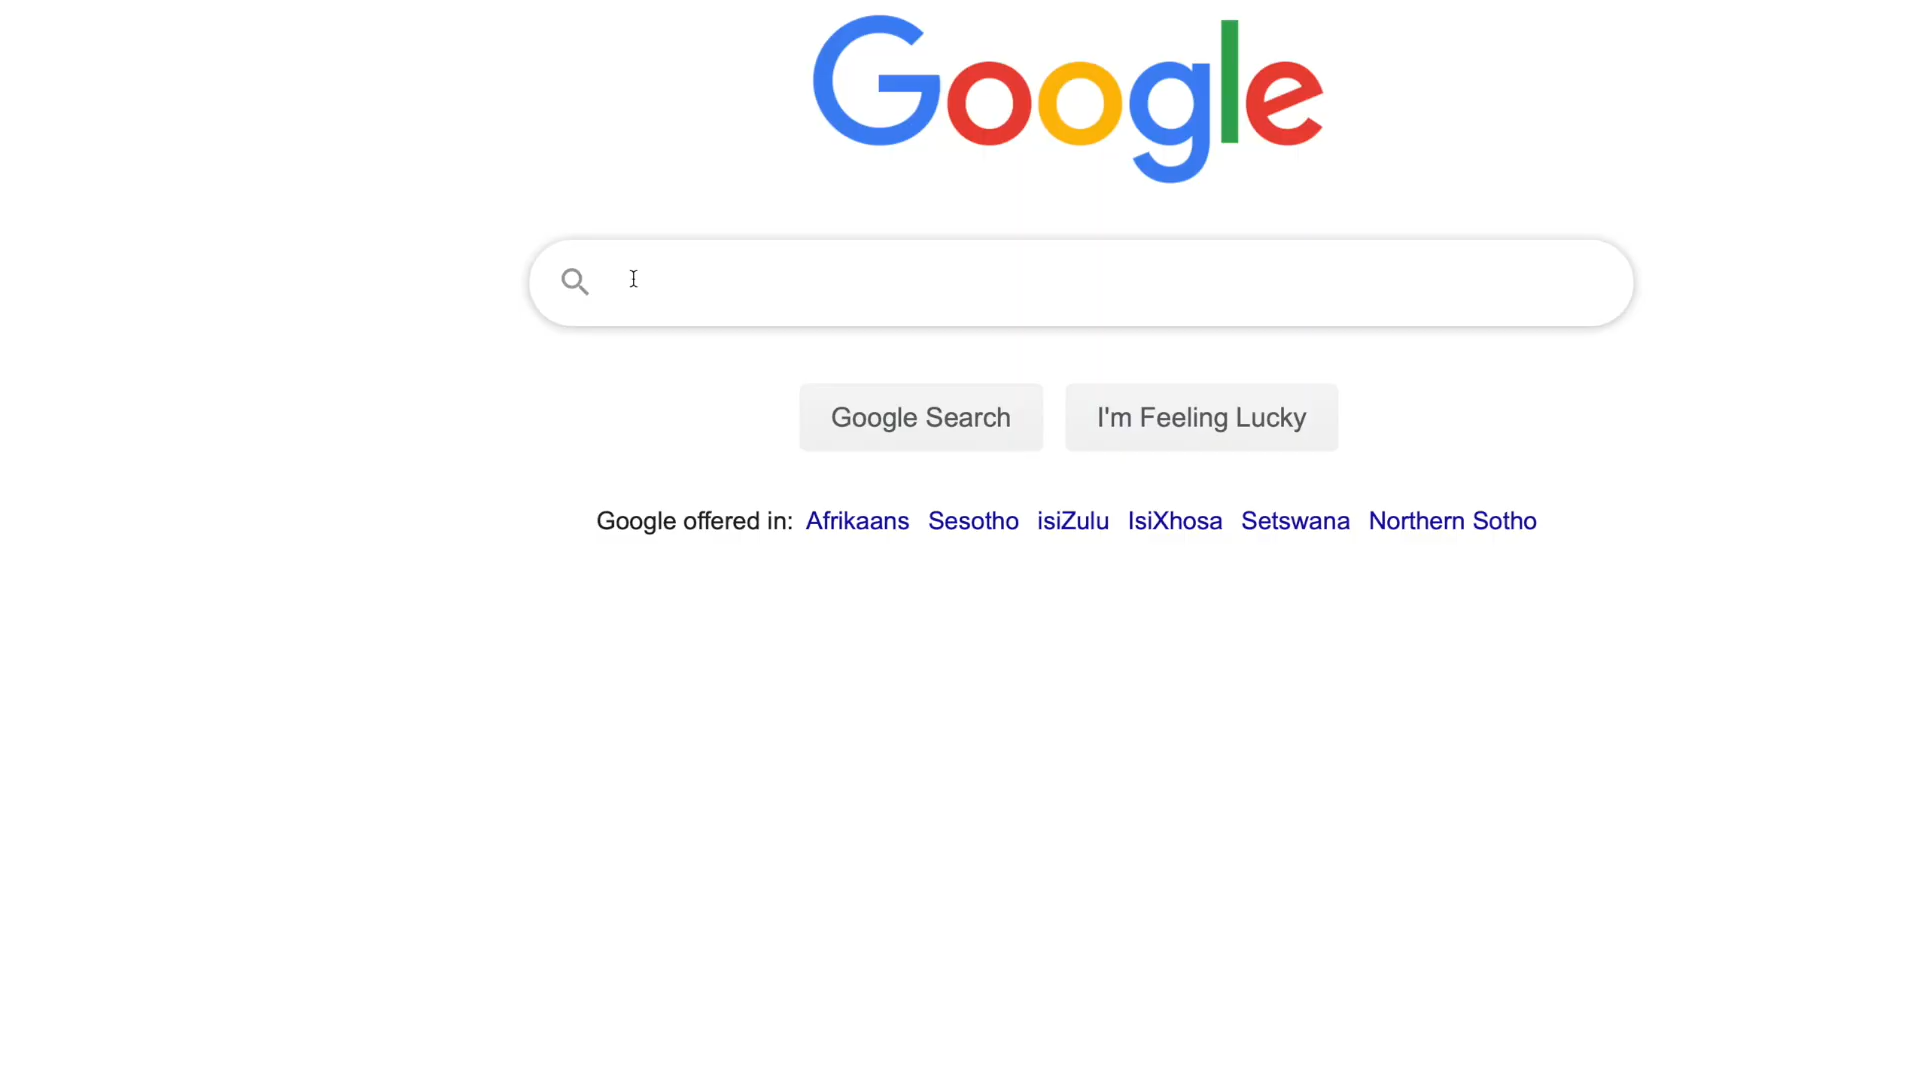 Google
Google Search
I'm Feeling Lucky
Google offered in: Afrikaans Sesotho isiZulu IsiXhosa Setswana Northern Sotho